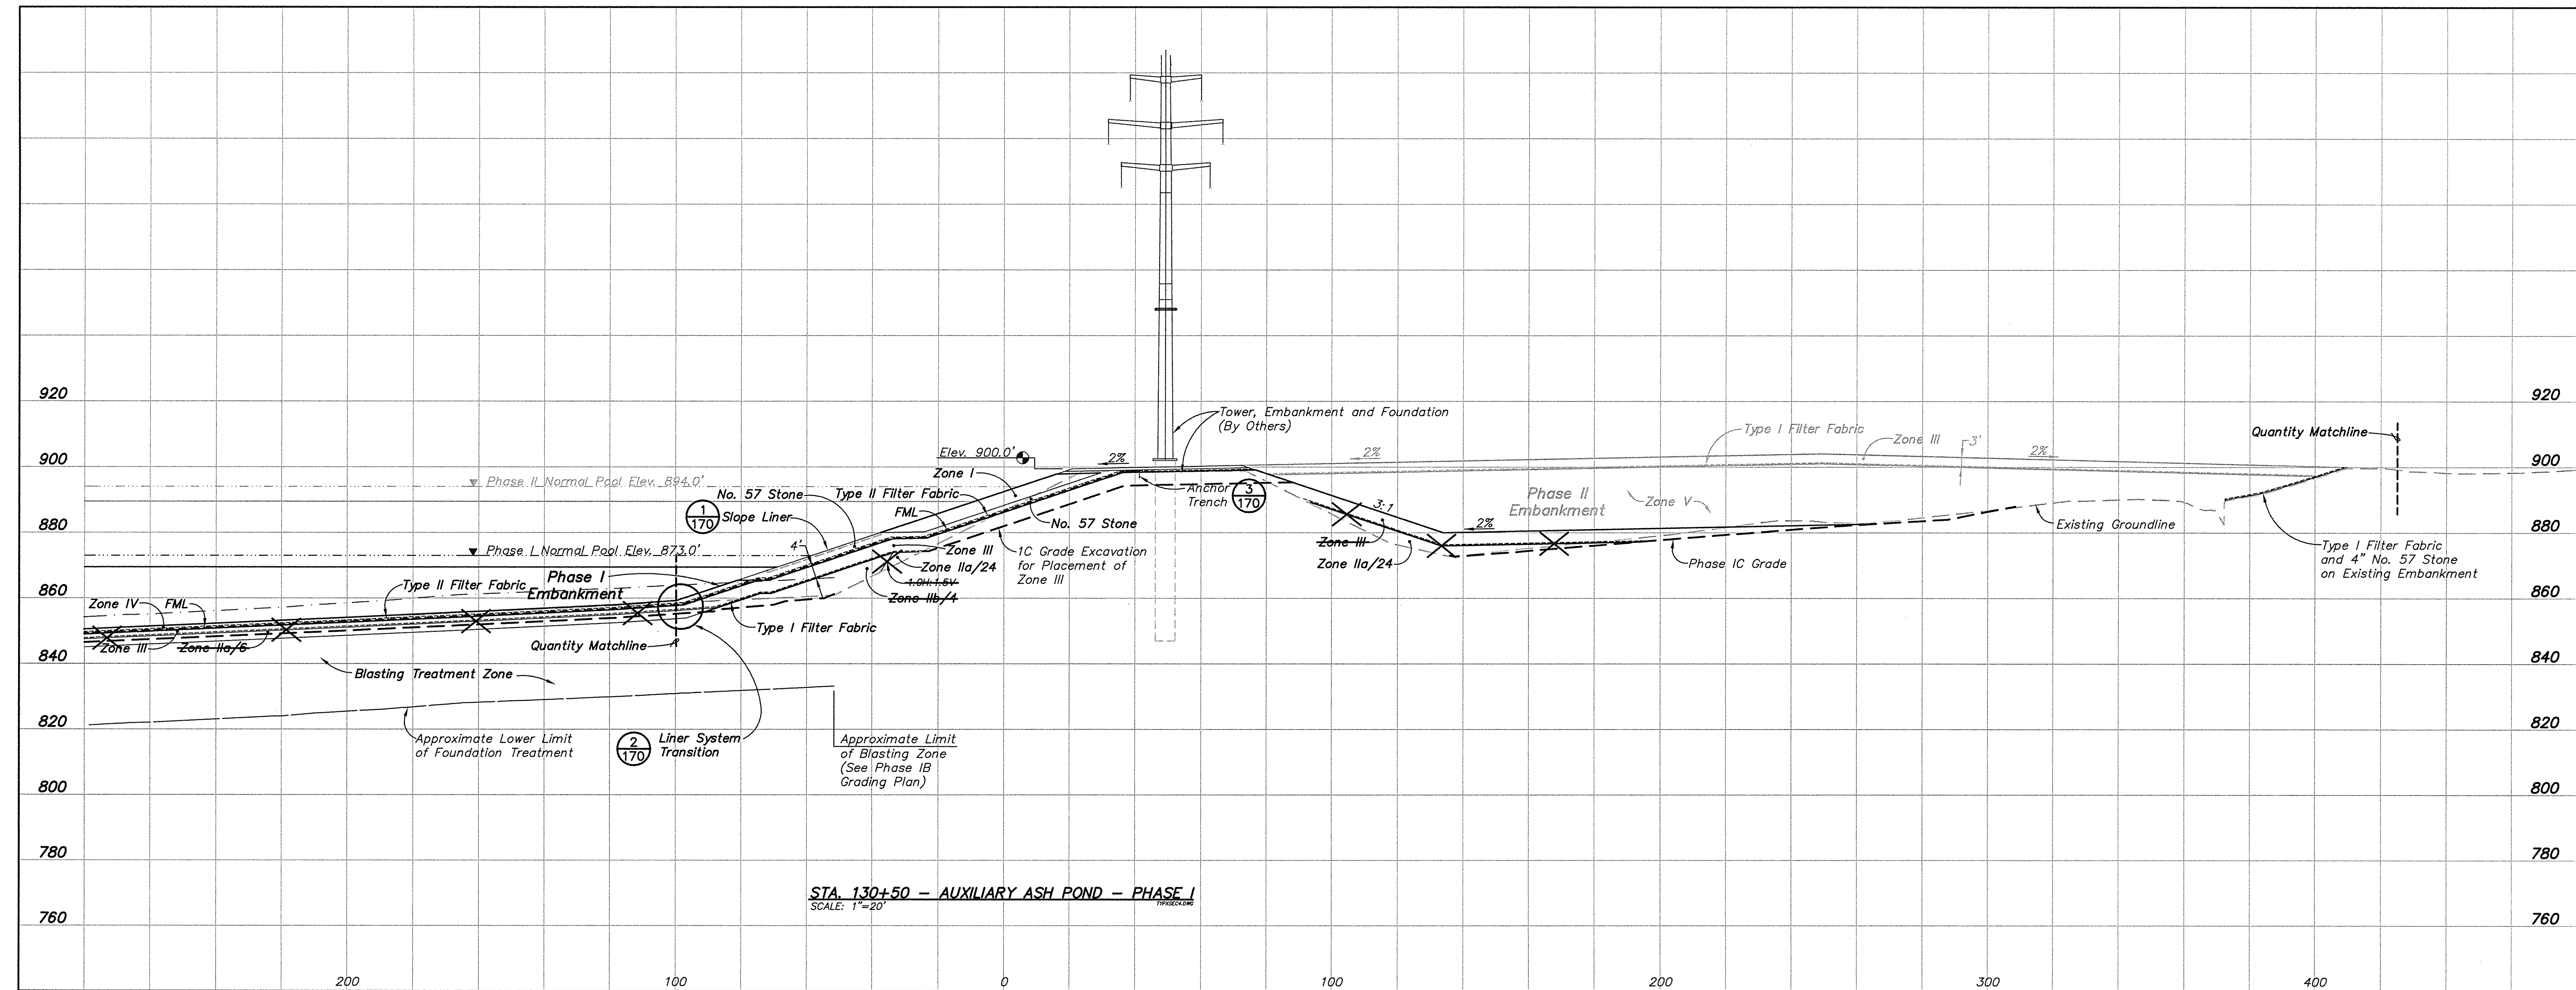 920
900
880
860
840
820
800
780
760
920
900
880
860
840
820
800
780
760
Tower, Embankment and Foundation
(By Others)
Elev. 900.0'
2%
2%
Type I Filter Fabric
Zone III
3'
2%
Quantity Matchline
Phase II Normal Pool Elev. 894.0'
Zone I
No. 57 Stone
Type II Filter Fabric
1
170
Slope Liner
FML
No. 57 Stone
Anchor
Trench
3
170
3:1
Phase II
Embankment
Zone V
2%
Existing Groundline
Phase I Normal Pool Elev. 873.0'
4'
Zone III
Zone IIa/24
1.0H:1.5V
Zone IIb/4
1C Grade Excavation
for Placement of
Zone III
Zone III
Zone IIa/24
Phase IC Grade
Type I Filter Fabric
and 4" No. 57 Stone
on Existing Embankment
Type II Filter Fabric
Phase I
Embankment
Zone IV
FML
Zone III
Zone IIa/6
Type I Filter Fabric
Quantity Matchline
Blasting Treatment Zone
Approximate Lower Limit
of Foundation Treatment
2
170
Liner System
Transition
Approximate Limit
of Blasting Zone
(See Phase IB
Grading Plan)
STA. 130+50 - AUXILIARY ASH POND - PHASE I
SCALE: 1"=20'
TYPXSEC4.DWG
200
100
0
100
200
300
400